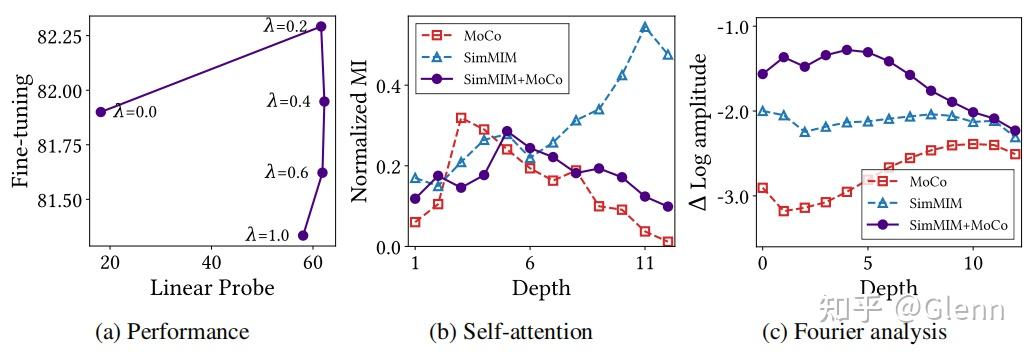 Fine-tuning
82.25
82.00
81.75
81.50
λ=0.2
λ=0.0
λ=0.4
λ=0.6
λ=1.0
20 40 60
Linear Probe
(a) Performance
Normalized MI
0.4
0.2
0.0
MoCo
SimMIM
SimMIM+MoCo
1 6 11
Depth
(b) Self-attention
Δ Log amplitude
-1.0
-2.0
-3.0
MoCo
SimMIM
SimMIM+MoCo
0 5 10
Depth
(c) Fourier analysis
知乎 @Glenn